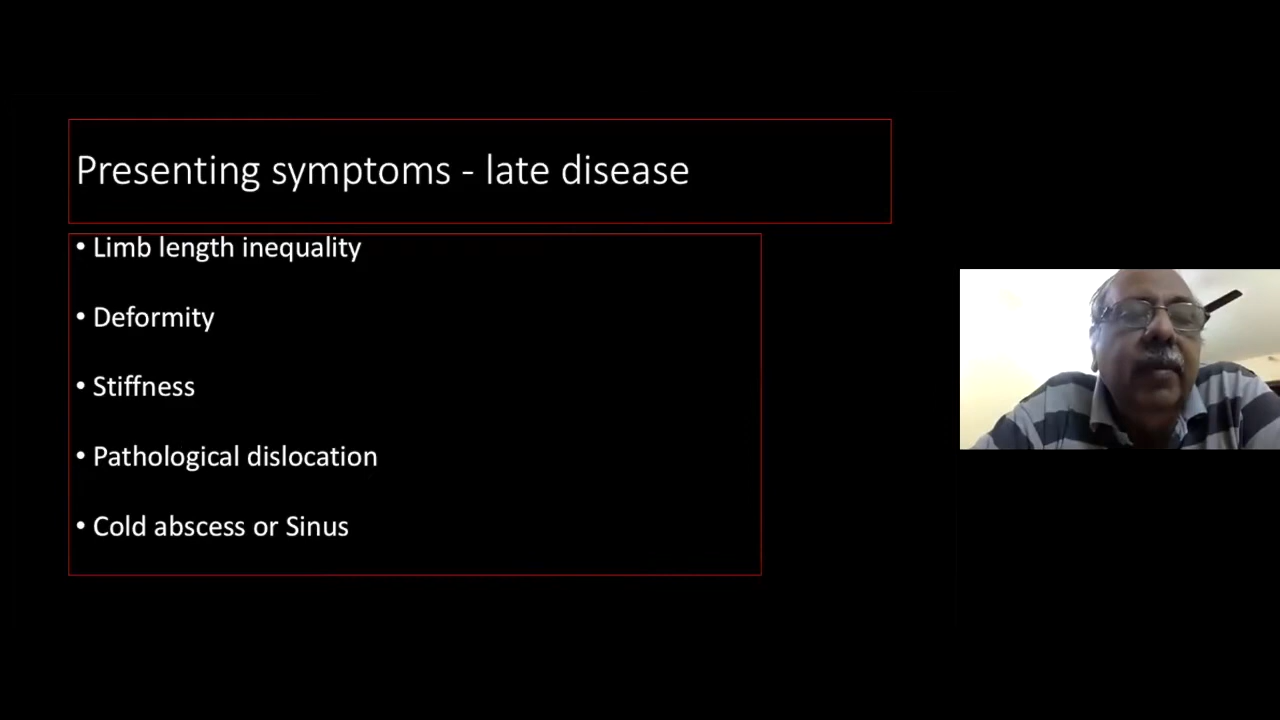 Presenting symptoms - late disease
• Limb length inequality
• Deformity
• Stiffness
• Pathological dislocation
• Cold abscess or Sinus